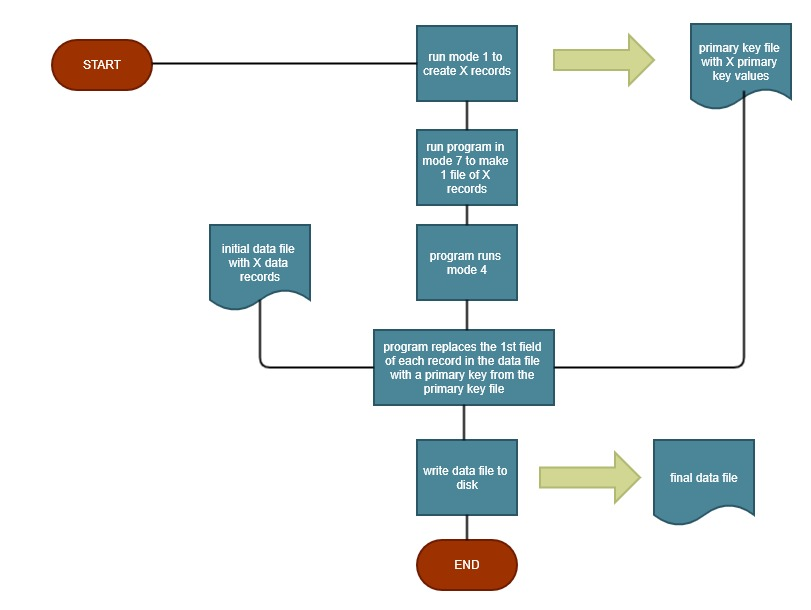 START
run mode 1 to
create X records
primary key file
with X primary
key values
run program in
mode 7 to make
1 file of X
records
initial data file
with X data
records
program runs
mode 4
program replaces the 1st field
of each record in the data file
with a primary key from the
primary key file
write data file to
disk
final data file
END